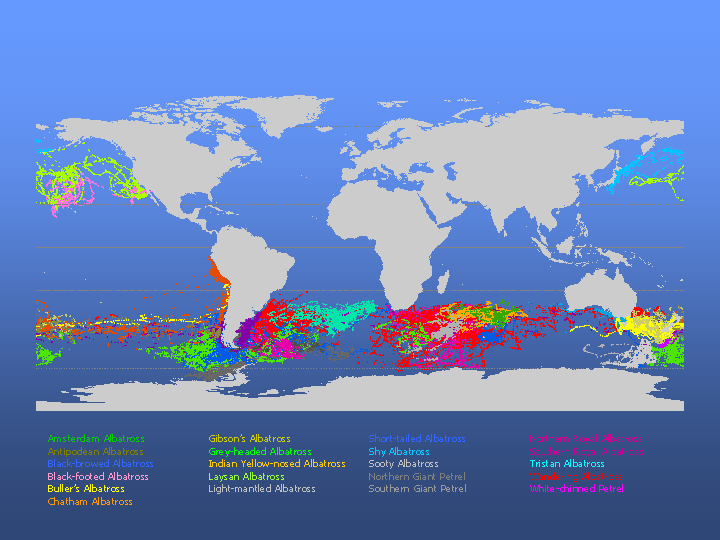 Amsterdam Albatross
Antipodean Albatross
Black-browed Albatross
Black-footed Albatross
Buller's Albatross
Chatham Albatross
Gibson's Albatross
Grey-headed Albatross
Indian Yellow-nosed Albatross
Laysan Albatross
Light-mantled Albatross
Short-tailed Albatross
Shy Albatross
Sooty Albatross
Northern Giant Petrel
Southern Giant Petrel
Royal Albatross
Tristan Albatross
White-chinned Petrel